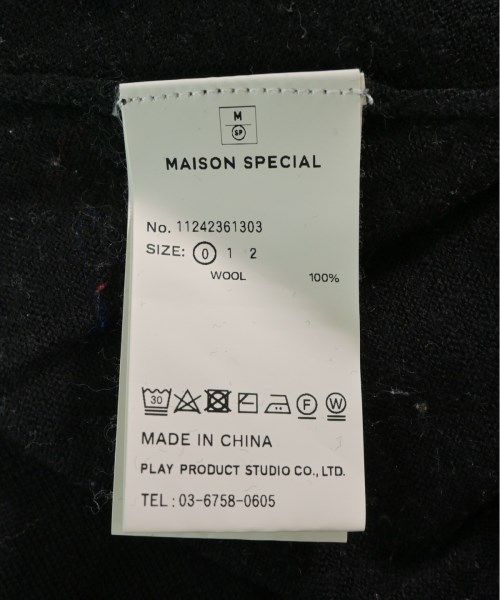 M
SP
MAISON SPECIAL
No. 11242361303
SIZE: 0 1 2
WOOL 100%
30 F W
MADE IN CHINA
PLAY PRODUCT STUDIO CO., LTD.
TEL : 03-6758-0605